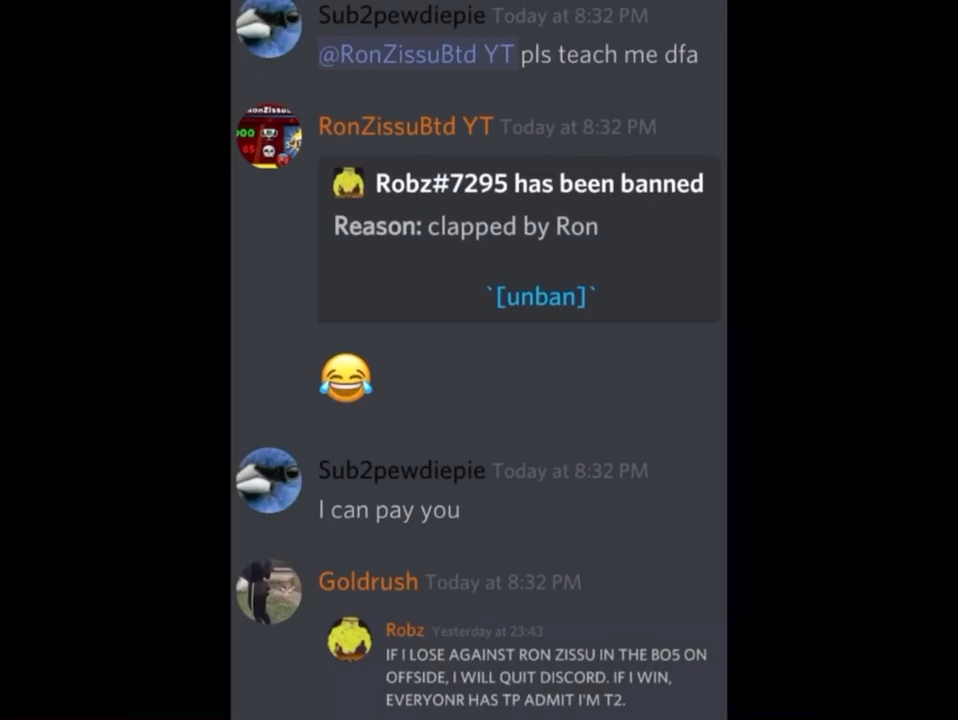 Sub2pewdiepie Today at 8:32 PM
@RonZissuBtd YT pls teach me dfa
RonZissuBtd YT Today at 8:32 PM
Robz#7295 has been banned
Reason: clapped by Ron
`[unban]`
Sub2pewdiepie Today at 8:32 PM
I can pay you
Goldrush Today at 8:32 PM
Robz Yesterday at 23:43
IF I LOSE AGAINST RON ZISSU IN THE BO5 ON
OFFSIDE, I WILL QUIT DISCORD. IF I WIN,
EVERYONR HAS TP ADMIT I'M T2.